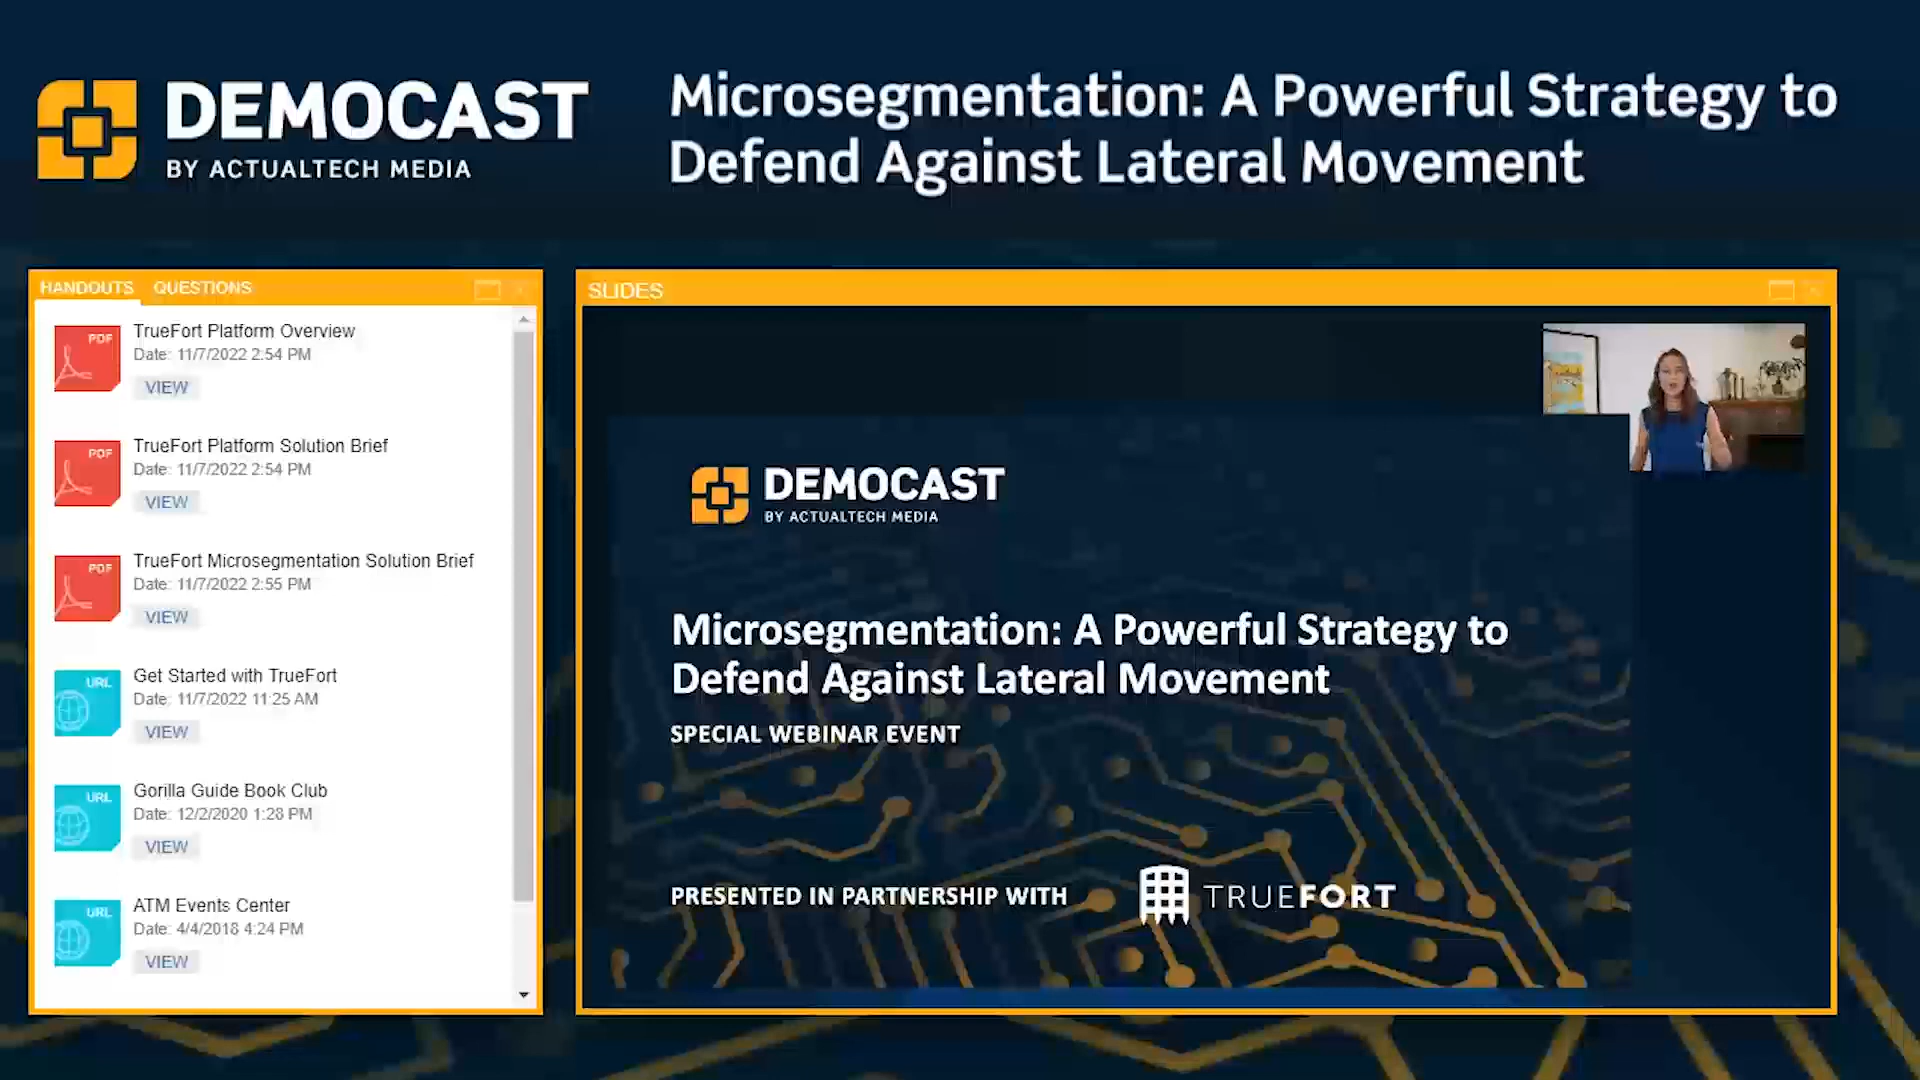 DEMOCAST
BY ACTUALTECH MEDIA
Microsegmentation: A Powerful Strategy to
Defend Against Lateral Movement
HANDOUTS QUESTIONS
PDF
TrueFort Platform Overview
Date: 11/7/2022 2:54 PM
VIEW
PDF
TrueFort Platform Solution Brief
Date: 11/7/2022 2:54 PM
VIEW
PDF
TrueFort Microsegmentation Solution Brief
Date: 11/7/2022 2:55 PM
VIEW
URL
Get Started with TrueFort
Date: 11/7/2022 11:25 AM
VIEW
URL
Gorilla Guide Book Club
Date: 12/2/2020 1:28 PM
VIEW
URL
ATM Events Center
Date: 4/4/2018 4:24 PM
VIEW
SLIDES
DEMOCAST
BY ACTUALTECH MEDIA
Microsegmentation: A Powerful Strategy to
Defend Against Lateral Movement
SPECIAL WEBINAR EVENT
PRESENTED IN PARTNERSHIP WITH
TRUEFORT